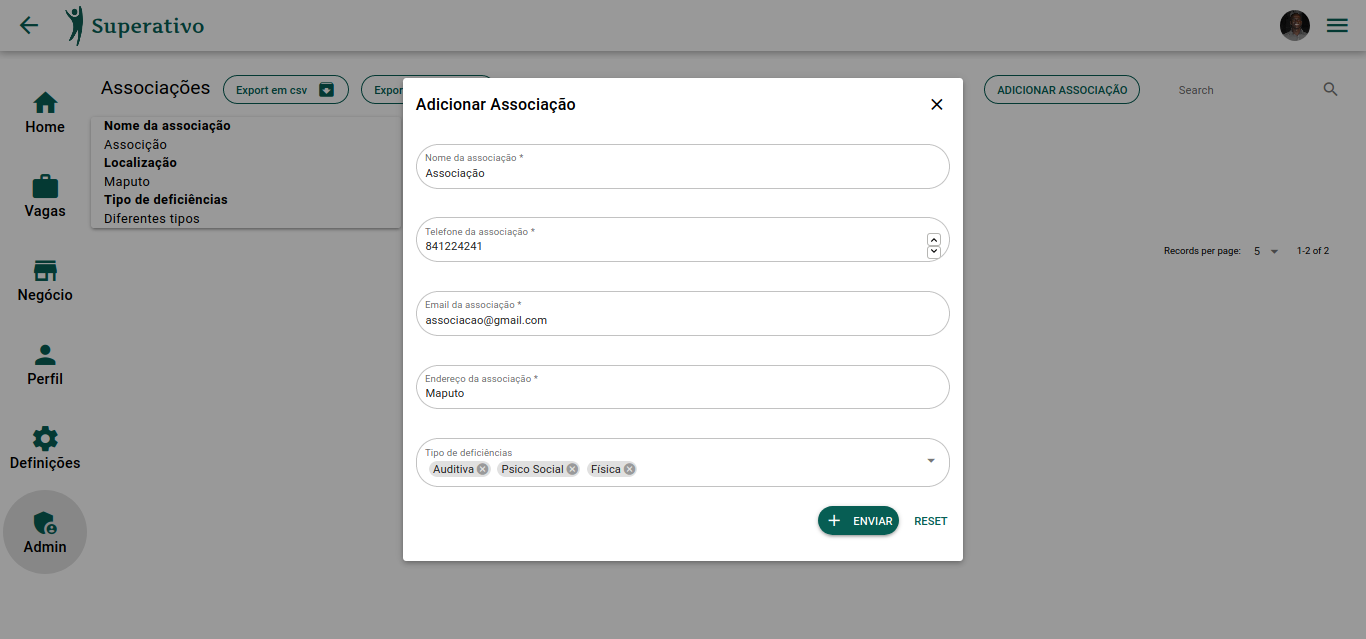 Superativo
Associações
Export em csv
Expor
ADICIONAR ASSOCIAÇÃO
Search
Home
Vagas
Negócio
Perfil
Definições
Admin
Nome da associação
Associção
Localização
Maputo
Tipo de deficiências
Diferentes tipos
Records per page: 5 1-2 of 2
Adicionar Associação
Nome da associação *
Associação
Telefone da associação *
841224241
Email da associação *
associacao@gmail.com
Endereço da associação *
Maputo
Tipo de deficiências
Auditiva Psico Social Física
ENVIAR RESET